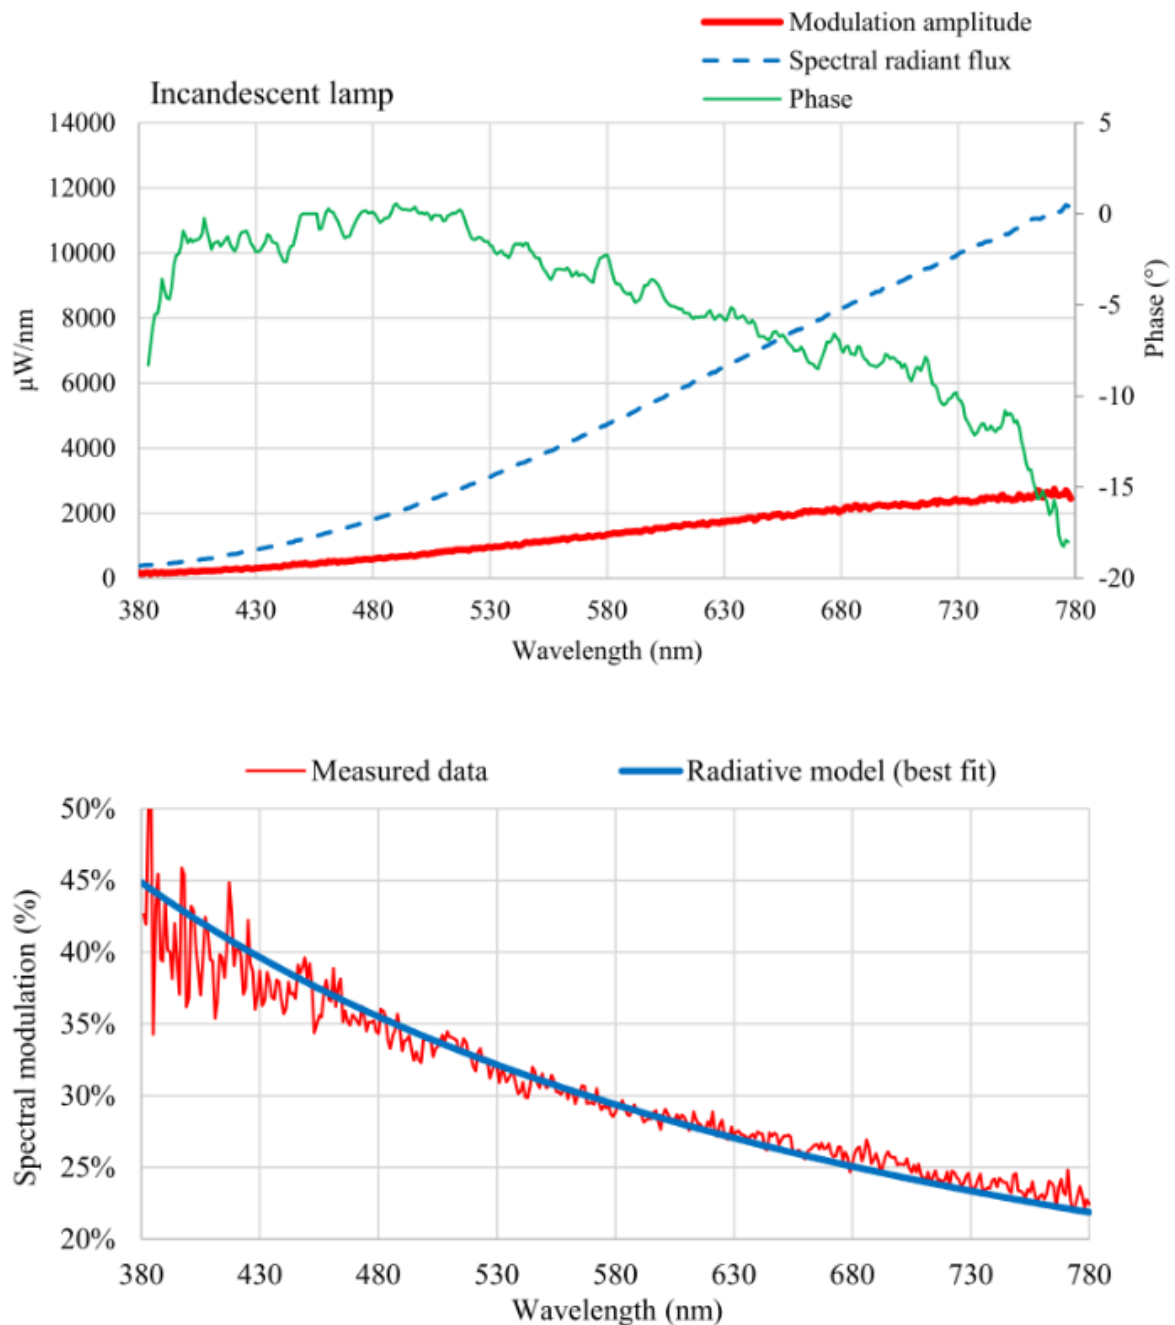 Modulation amplitude
Spectral radiant flux
Phase
Incandescent lamp
14000
12000
10000
8000
6000
4000
2000
0
µW/nm
5
0
-5
-10
-15
-20
Phase (°)
380 430 480 530 580 630 680 730 780
Wavelength (nm)
Measured data Radiative model (best fit)
50%
45%
40%
35%
30%
25%
20%
Spectral modulation (%)
380 430 480 530 580 630 680 730 780
Wavelength (nm)